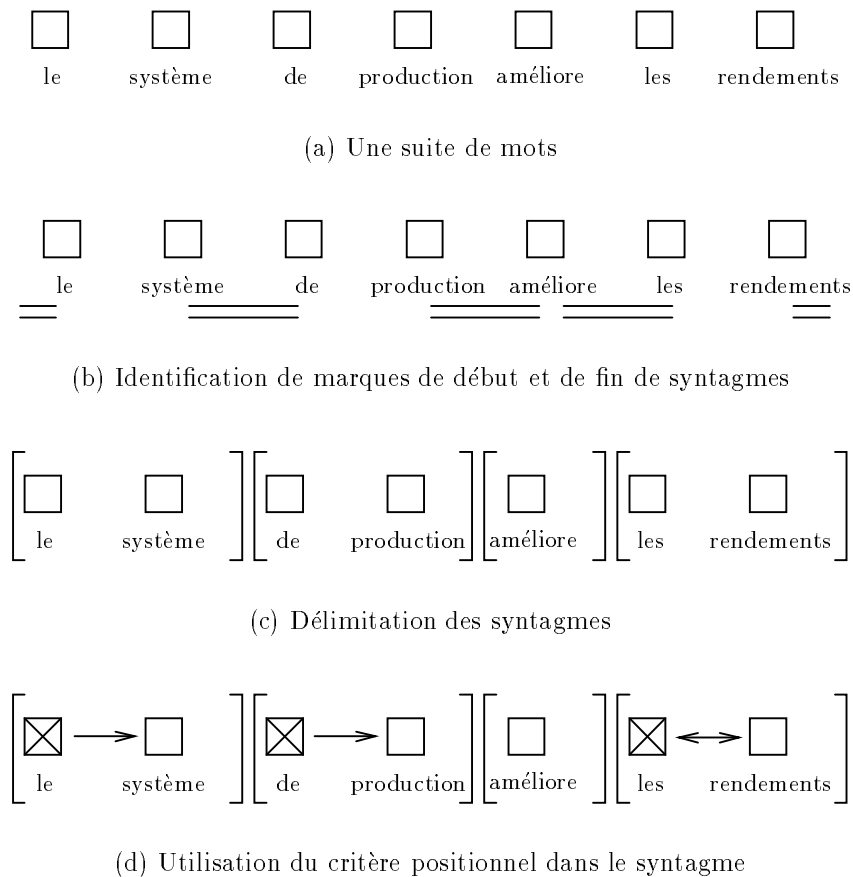 le système de production améliore les rendements
(a) Une suite de mots
le système de production améliore les rendements
(b) Identification de marques de début et de fin de syntagmes
le système de production améliore les rendements
(c) Délimitation des syntagmes
le système de production améliore les rendements
(d) Utilisation du critère positionnel dans le syntagme